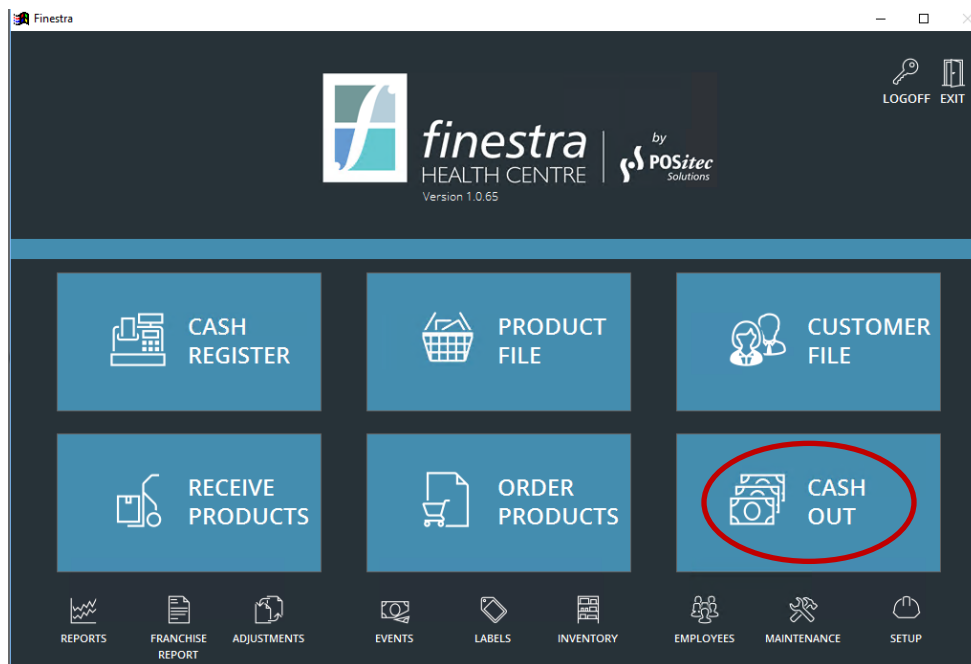 Finestra
LOGOFF EXIT
f
finestra
HEALTH CENTRE
Version 1.0.65
by
POSitec
Solutions
CASH
REGISTER
PRODUCT
FILE
CUSTOMER
FILE
RECEIVE
PRODUCTS
ORDER
PRODUCTS
CASH
OUT
REPORTS
FRANCHISE
REPORT
ADJUSTMENTS
EVENTS
LABELS
INVENTORY
EMPLOYEES
MAINTENANCE
SETUP